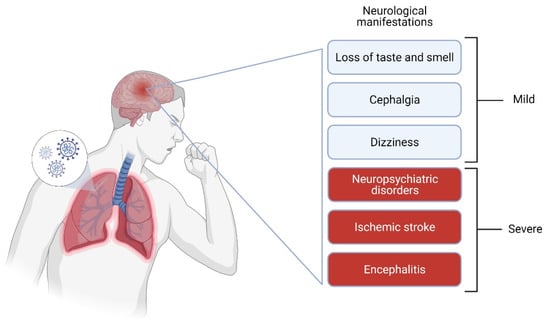 Neurological
manifestations
Loss of taste and smell
Cephalgia
Mild
Dizziness
Neuropsychiatric
disorders
Ischemic stroke
Severe
Encephalitis